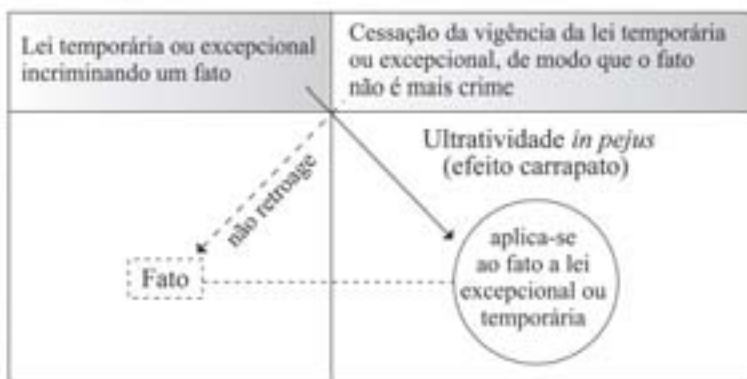 Lei temporária ou excepcional
incriminando um fato
Cessação da vigência da lei temporária
ou excepcional, de modo que o fato
não é mais crime
Ultratividade in pejus
(efeito carrapato)
não retroage
Fato
aplica-se
ao fato a lei
excepcional ou
temporária